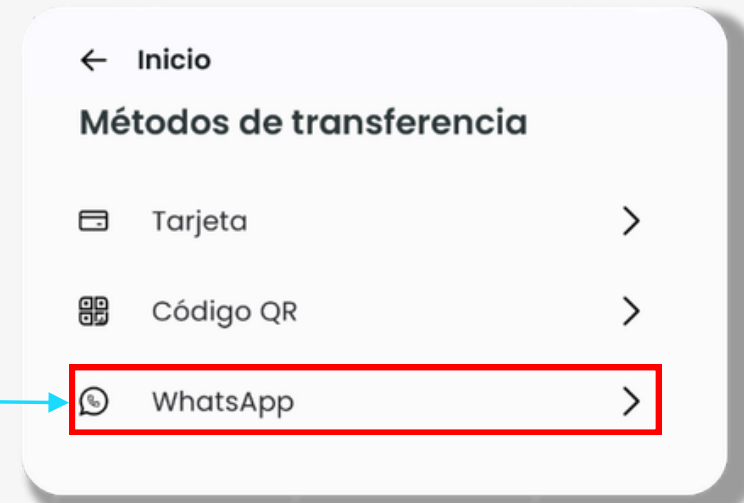 Inicio
Métodos de transferencia
Tarjeta
Código QR
WhatsApp